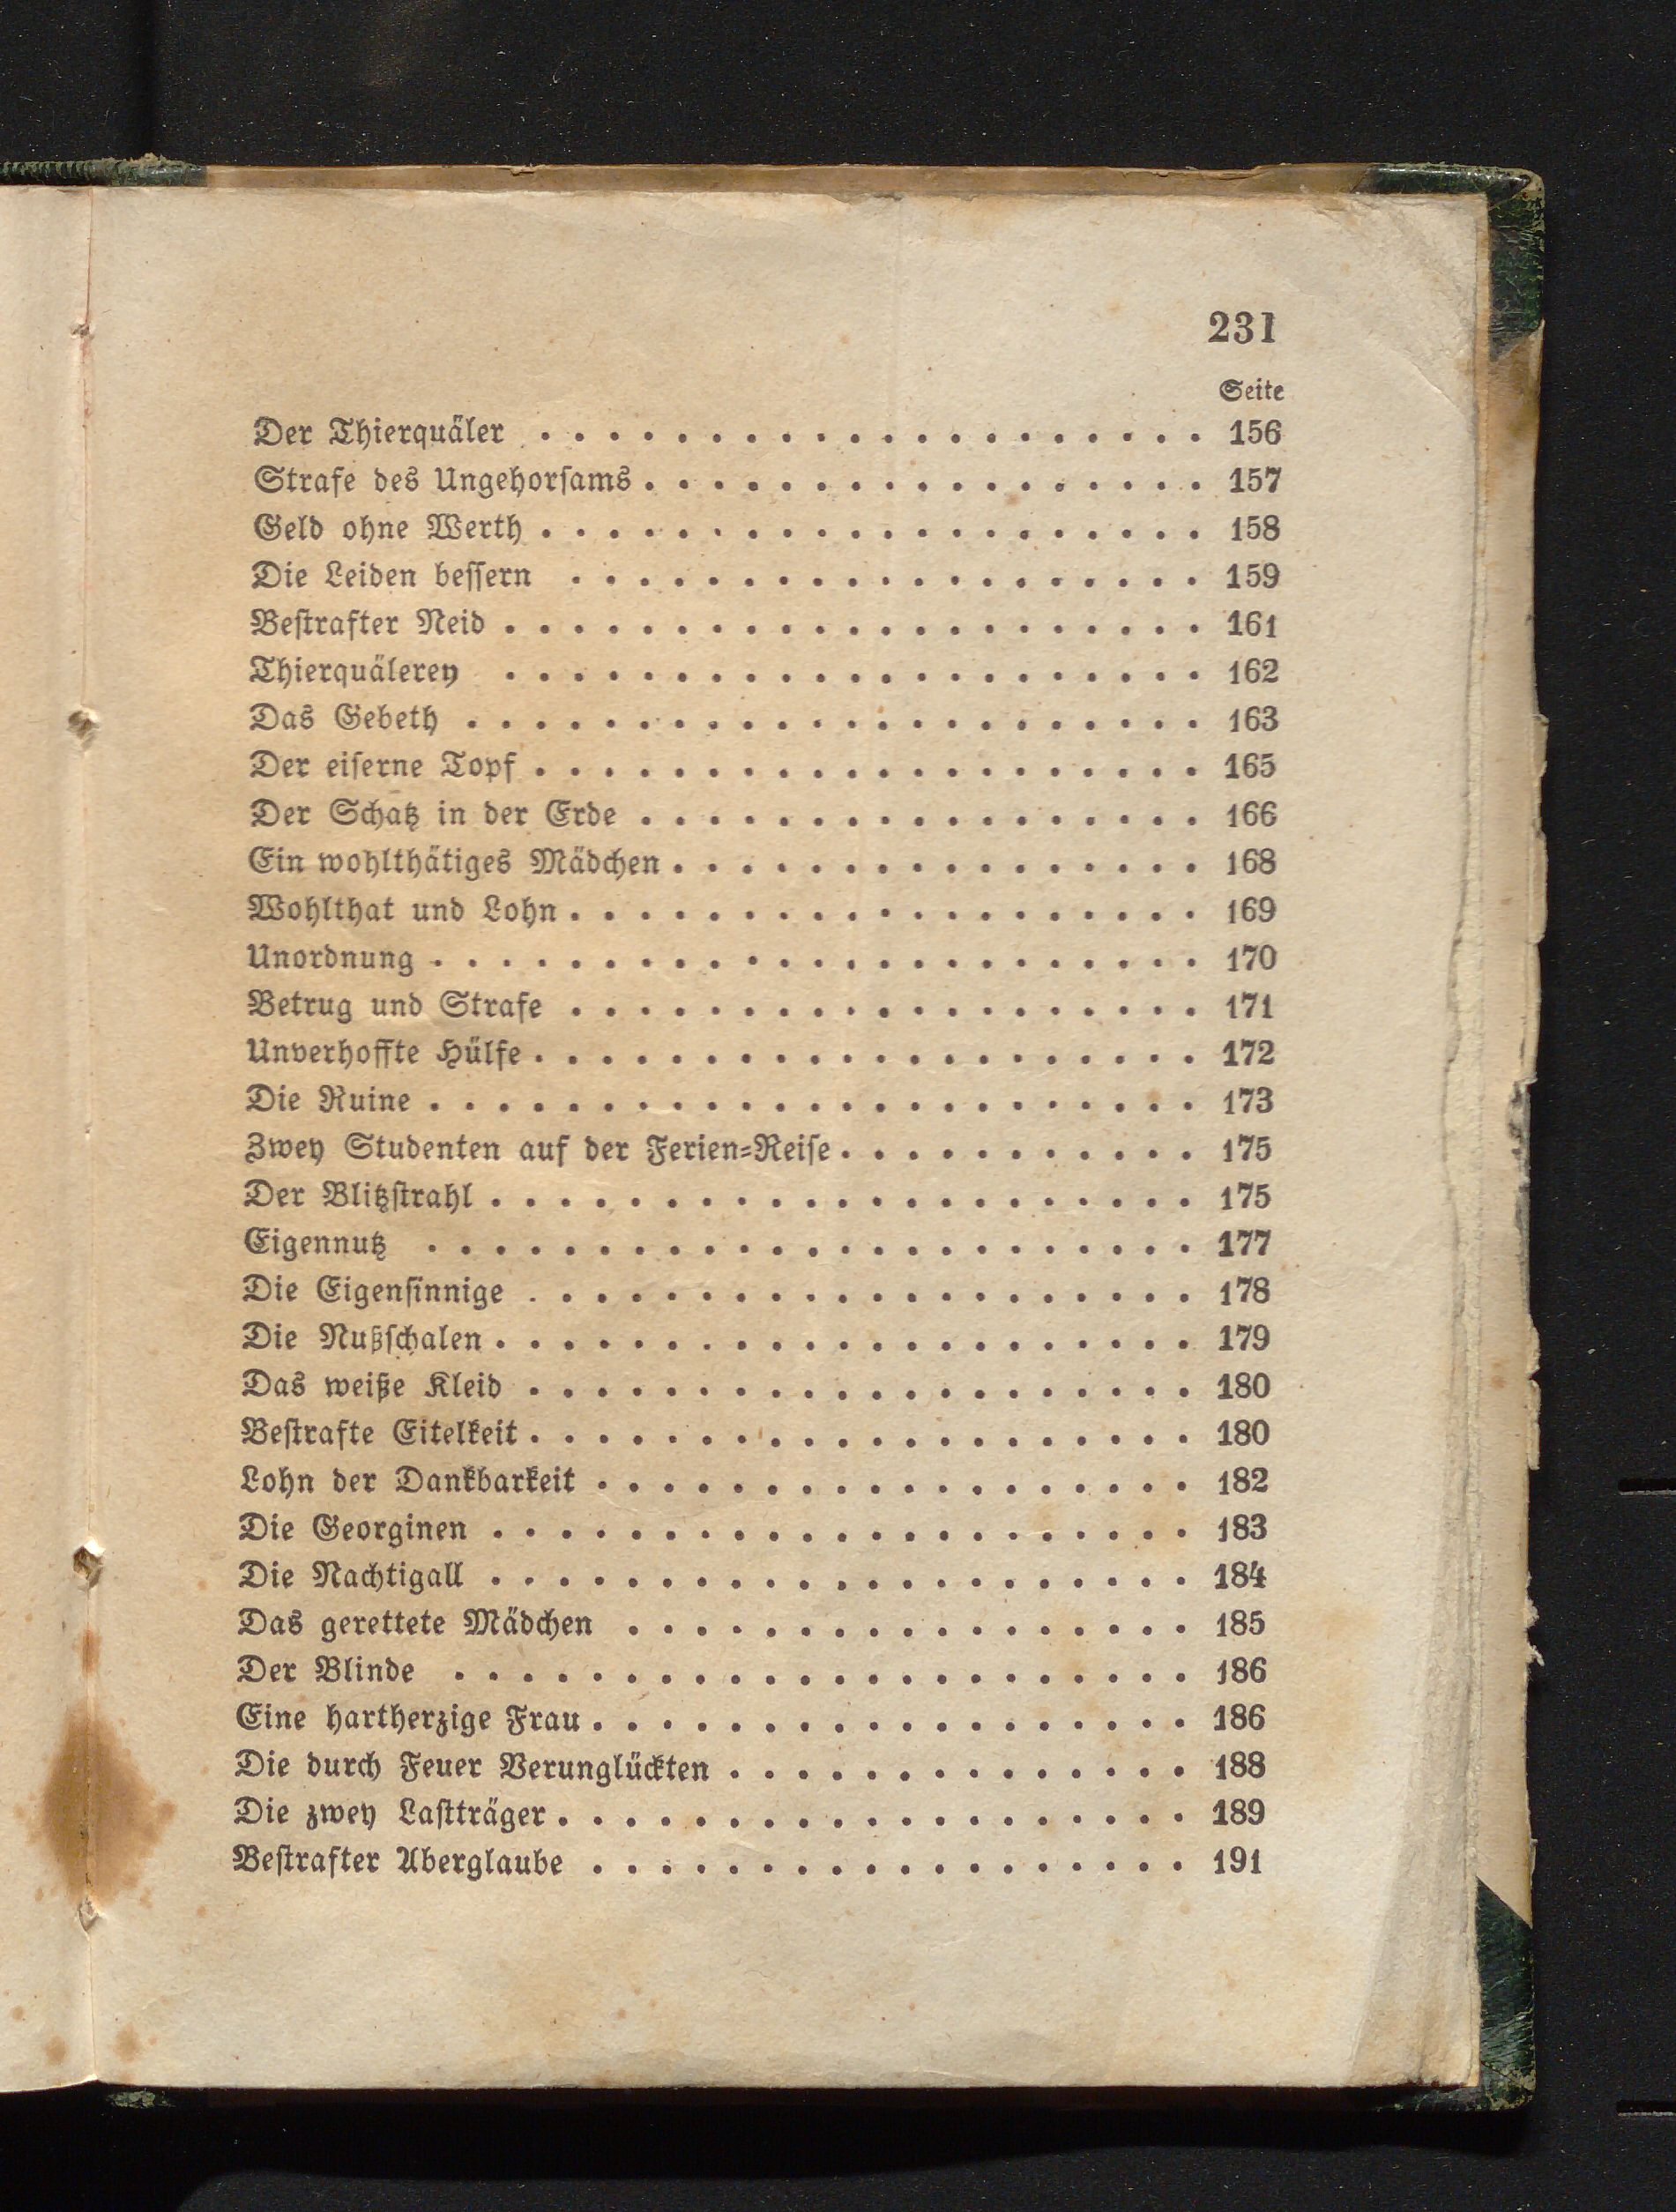 231
Seite
Der Thierquäler . . . . . . . . . . . . . . . . . . . . 156
Strafe des Ungehorſams . . . . . . . . . . . . . . . . . 157
Geld ohne Werth . . . . . . . . . . . . . . . . . . . . 158
Die Leiden beſſern . . . . . . . . . . . . . . . . . . . 159
Beſtrafter Neid . . . . . . . . . . . . . . . . . . . . . 161
Thierquälerey . . . . . . . . . . . . . . . . . . . . . 162
Das Gebeth . . . . . . . . . . . . . . . . . . . . . . 163
Der eiſerne Topf . . . . . . . . . . . . . . . . . . . . 165
Der Schatz in der Erde . . . . . . . . . . . . . . . . . 166
Ein wohlthätiges Mädchen . . . . . . . . . . . . . . . . 168
Wohlthat und Lohn . . . . . . . . . . . . . . . . . . . 169
Unordnung . . . . . . . . . . . . . . . . . . . . . . . 170
Betrug und Strafe . . . . . . . . . . . . . . . . . . . 171
Unverhoffte Hülfe . . . . . . . . . . . . . . . . . . . . 172
Die Ruine . . . . . . . . . . . . . . . . . . . . . . . 173
Zwey Studenten auf der Ferien=Reiſe . . . . . . . . . . . 175
Der Blitzſtrahl . . . . . . . . . . . . . . . . . . . . . 175
Eigennutz . . . . . . . . . . . . . . . . . . . . . . . 177
Die Eigenſinnige . . . . . . . . . . . . . . . . . . . . 178
Die Nußſchalen . . . . . . . . . . . . . . . . . . . . . 179
Das weiße Kleid . . . . . . . . . . . . . . . . . . . . 180
Beſtrafte Eitelkeit . . . . . . . . . . . . . . . . . . . . 180
Lohn der Dankbarkeit . . . . . . . . . . . . . . . . . . 182
Die Georginen . . . . . . . . . . . . . . . . . . . . . 183
Die Nachtigall . . . . . . . . . . . . . . . . . . . . . 184
Das gerettete Mädchen . . . . . . . . . . . . . . . . . 185
Der Blinde . . . . . . . . . . . . . . . . . . . . . . 186
Eine hartherzige Frau . . . . . . . . . . . . . . . . . . 186
Die durch Feuer Verunglückten . . . . . . . . . . . . . . 188
Die zwey Laſtträger . . . . . . . . . . . . . . . . . . . 189
Beſtrafter Aberglaube . . . . . . . . . . . . . . . . . . 191